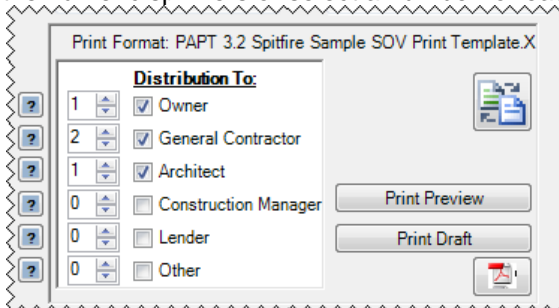 Print Format: PAPT 3.2 Spitfire Sample SOV Print Template.X
Distribution To:
? 1 Owner
? 2 General Contractor
? 1 Architect
? 0 Construction Manager
Print Preview
? 0 Lender
Print Draft
? 0 Other